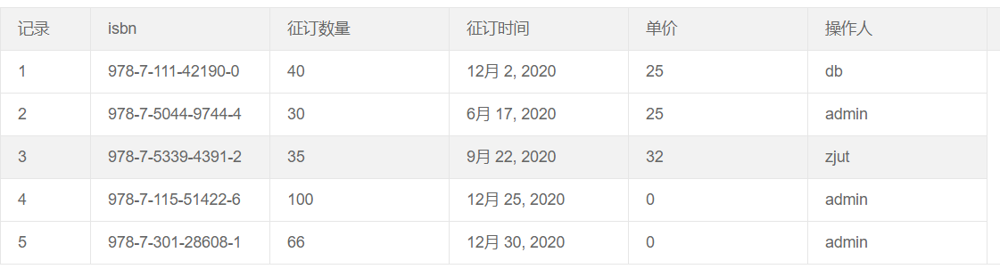 记录 isbn 征订数量 征订时间 单价 操作人
1 978-7-111-42190-0 40 12月 2, 2020 25 db
2 978-7-5044-9744-4 30 6月 17, 2020 25 admin
3 978-7-5339-4391-2 35 9月 22, 2020 32 zjut
4 978-7-115-51422-6 100 12月 25, 2020 0 admin
5 978-7-301-28608-1 66 12月 30, 2020 0 admin